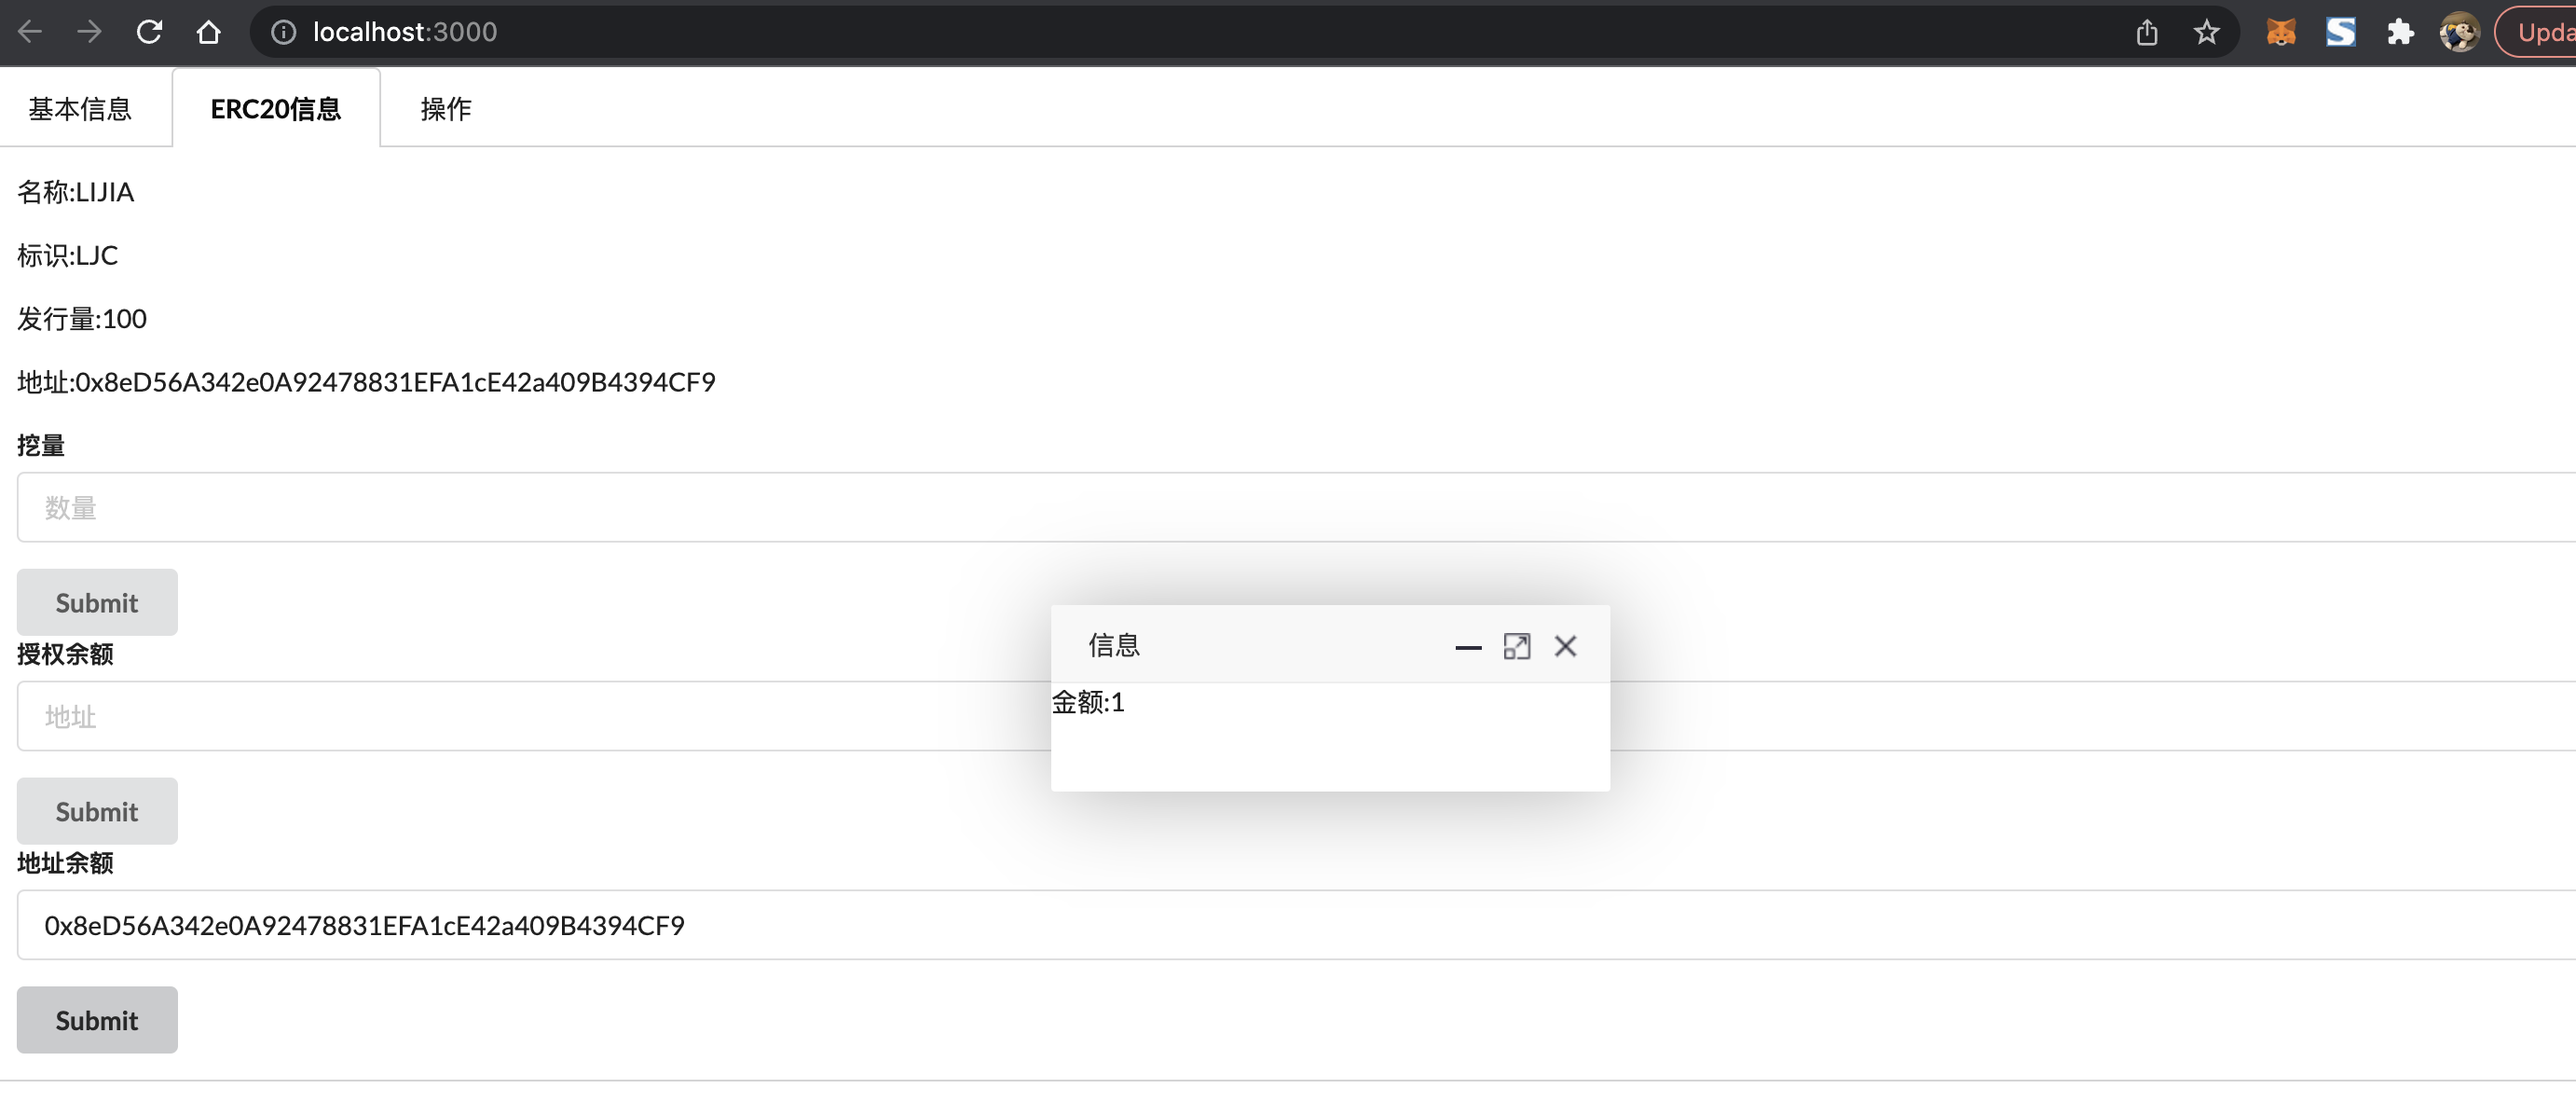 localhost:3000
Upda
基本信息
ERC20信息
操作
名称:LIJIA
标识:LJC
发行量:100
地址:0x8eD56A342e0A92478831EFA1cE42a409B4394CF9
挖量
数量
Submit
授权余额
地址
Submit
地址余额
0x8eD56A342e0A92478831EFA1cE42a409B4394CF9
Submit
信息
金额:1